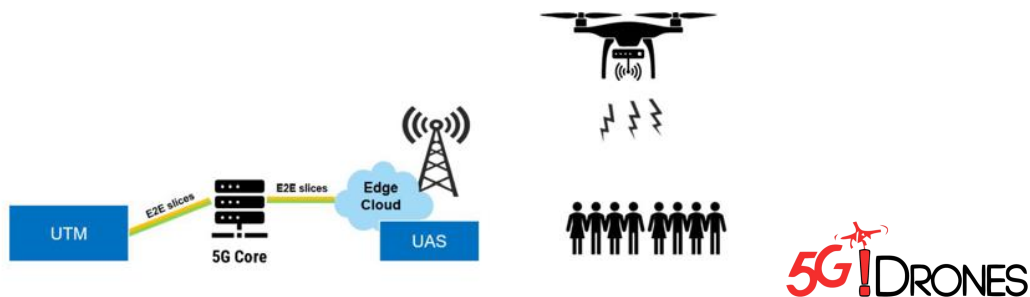 UTM
E2E slices
5G Core
E2E slices
Edge
Cloud
UAS
5G!DRONES